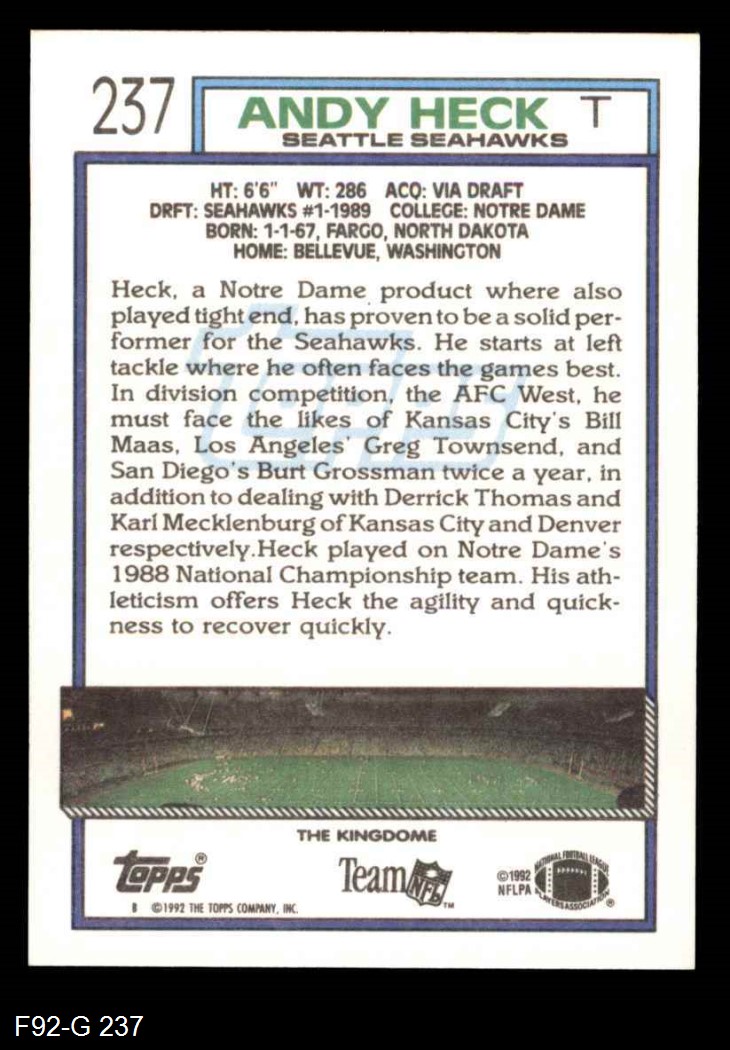 237
ANDY HECK T
SEATTLE SEAHAWKS
HT: 6'6" WT: 286 ACQ: VIA DRAFT
DRFT: SEAHAWKS #1-1989 COLLEGE: NOTRE DAME
BORN: 1-1-67, FARGO, NORTH DAKOTA
HOME: BELLEVUE, WASHINGTON
Heck, a Notre Dame product where also
played tight end, has proven to be a solid per-
former for the Seahawks. He starts at left
tackle where he often faces the games best.
In division competition, the AFC West, he
must face the likes of Kansas City's Bill
Maas, Los Angeles' Greg Townsend, and
San Diego's Burt Grossman twice a year, in
addition to dealing with Derrick Thomas and
Karl Mecklenburg of Kansas City and Denver
respectively.Heck played on Notre Dame's
1988 National Championship team. His ath-
leticism offers Heck the agility and quick-
ness to recover quickly.
Topps
THE KINGDOME
Topps®
Team NFL™
©1992
NFLPA
NATIONAL FOOTBALL LEAGUE
PLAYERS ASSOCIATION ®
B ©1992 THE TOPPS COMPANY, INC.
F92-G 237